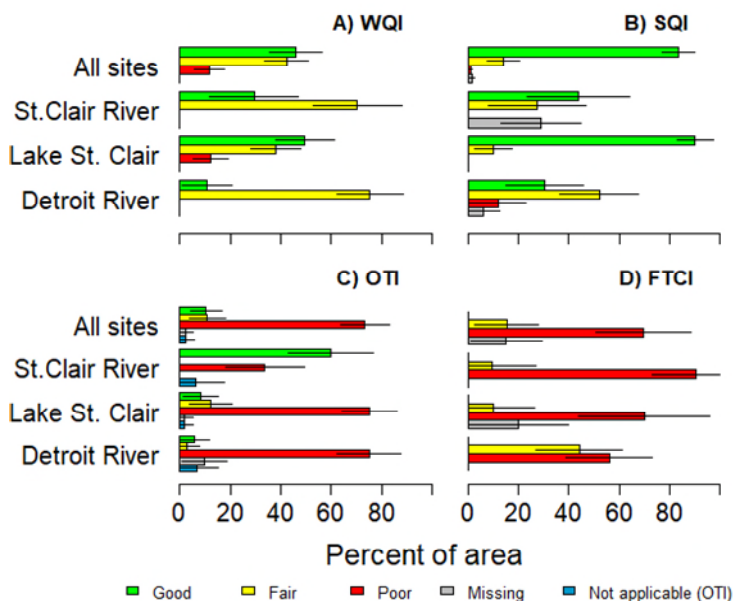 A) WQI
B) SQI
All sites
St.Clair River
Lake St. Clair
Detroit River
C) OTI
D) FTCI
All sites
St.Clair River
Lake St. Clair
Detroit River
0 20 40 60 80
0 20 40 60 80
Percent of area
Good Fair Poor Missing Not applicable (OTI)